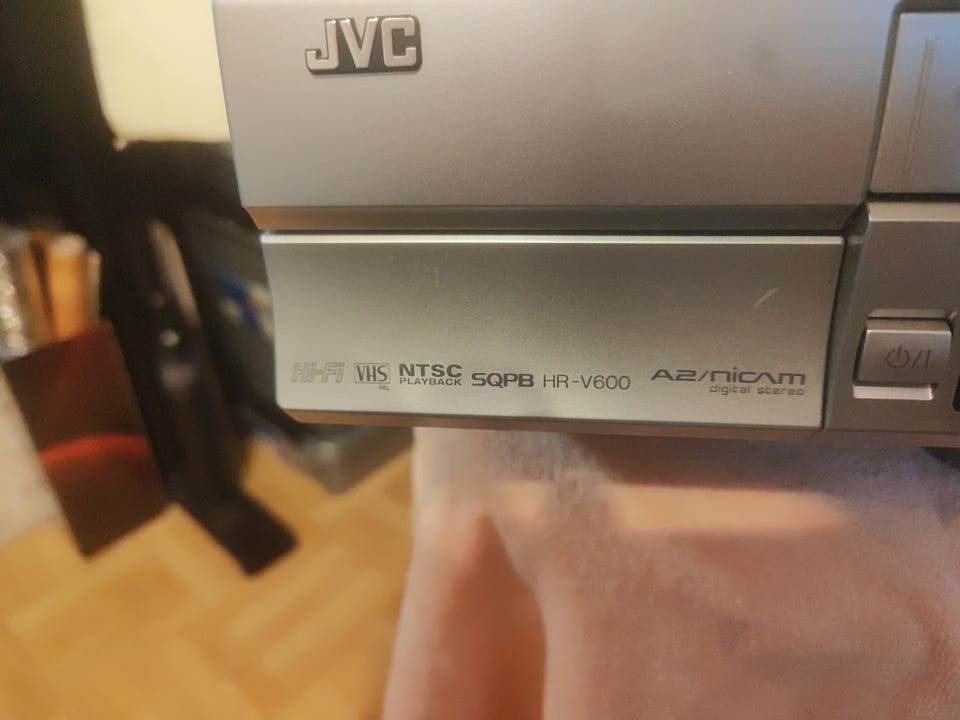 JVC
Hi-Fi VHS PAL NTSC PLAYBACK SQPB HR-V600 A2/NICAM digital stereo
⏻/I